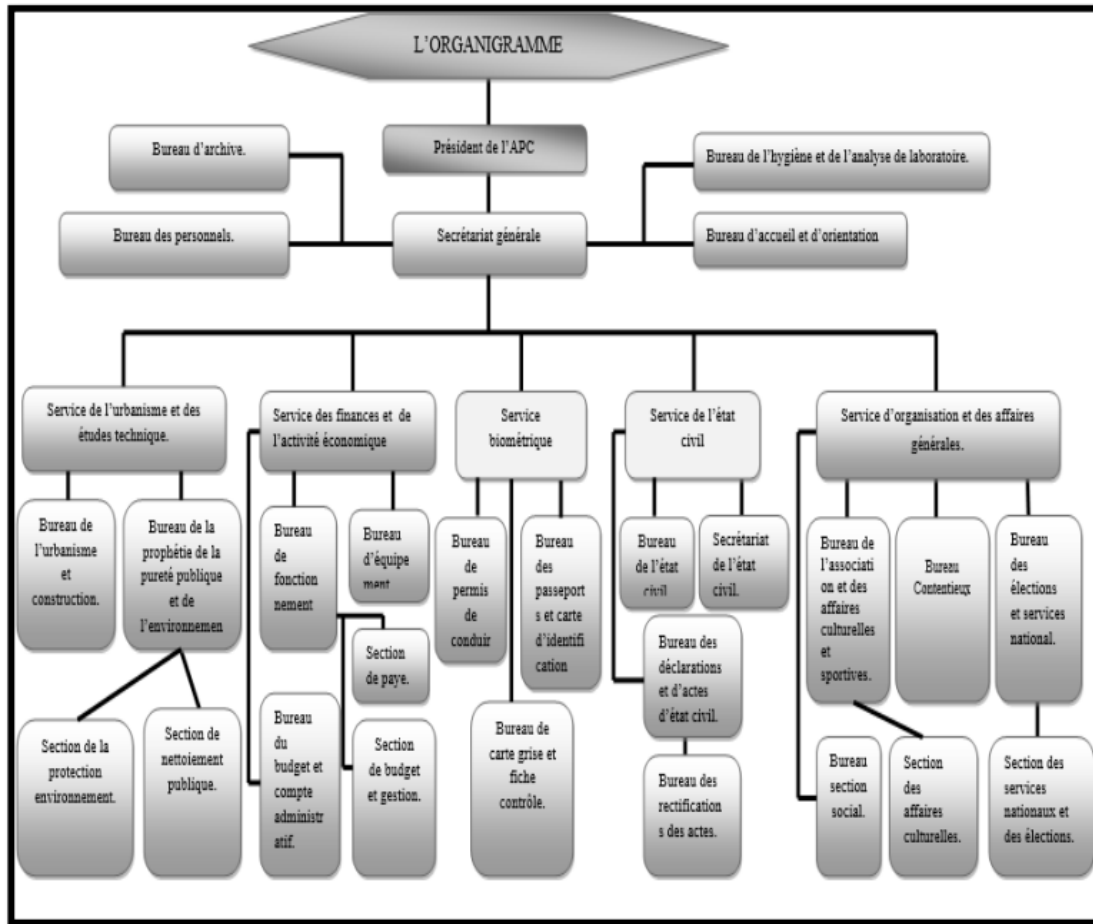 L'ORGANIGRAMME
Président de l'APC
Bureau d'archive.
Bureau de l'hygiène et de l'analyse de laboratoire.
Bureau des personnels.
Secrétariat générale
Bureau d'accueil et d'orientation
Service de l'urbanisme et des
études technique.
Service des finances et de
l'activité économique
Service
biométrique
Service de l'état
civil
Service d'organisation et des affaires
générales.
Bureau de
l'urbanisme
et
construction.
Bureau de la
prophétie de la
pureté publique
et de
l'environnemen
Bureau
de
fonction
nement
Bureau
d'équipe
ment
Bureau
de
permis
de
conduir
Bureau
des
passeport
s et carte
d'identifi
cation
Bureau
de l'état
civil
Secrétariat
de l'état
civil.
Bureau de
l'associati
on et des
affaires
culturelles
et
sportives.
Bureau
Contentieux
Bureau
des
élections
et services
national.
Section
de paye.
Bureau des
déclarations
et d'actes
d'état civil.
Section de la
protection
environnement.
Section de
nettoiement
publique.
Bureau
du
budget et
compte
administr
atif.
Section
de budget
et gestion.
Bureau de
carte grise et
fiche
contrôle.
Bureau des
rectification
s des actes.
Bureau
section
social.
Section
des
affaires
culturelles.
Section des
services
nationaux et
des élections.